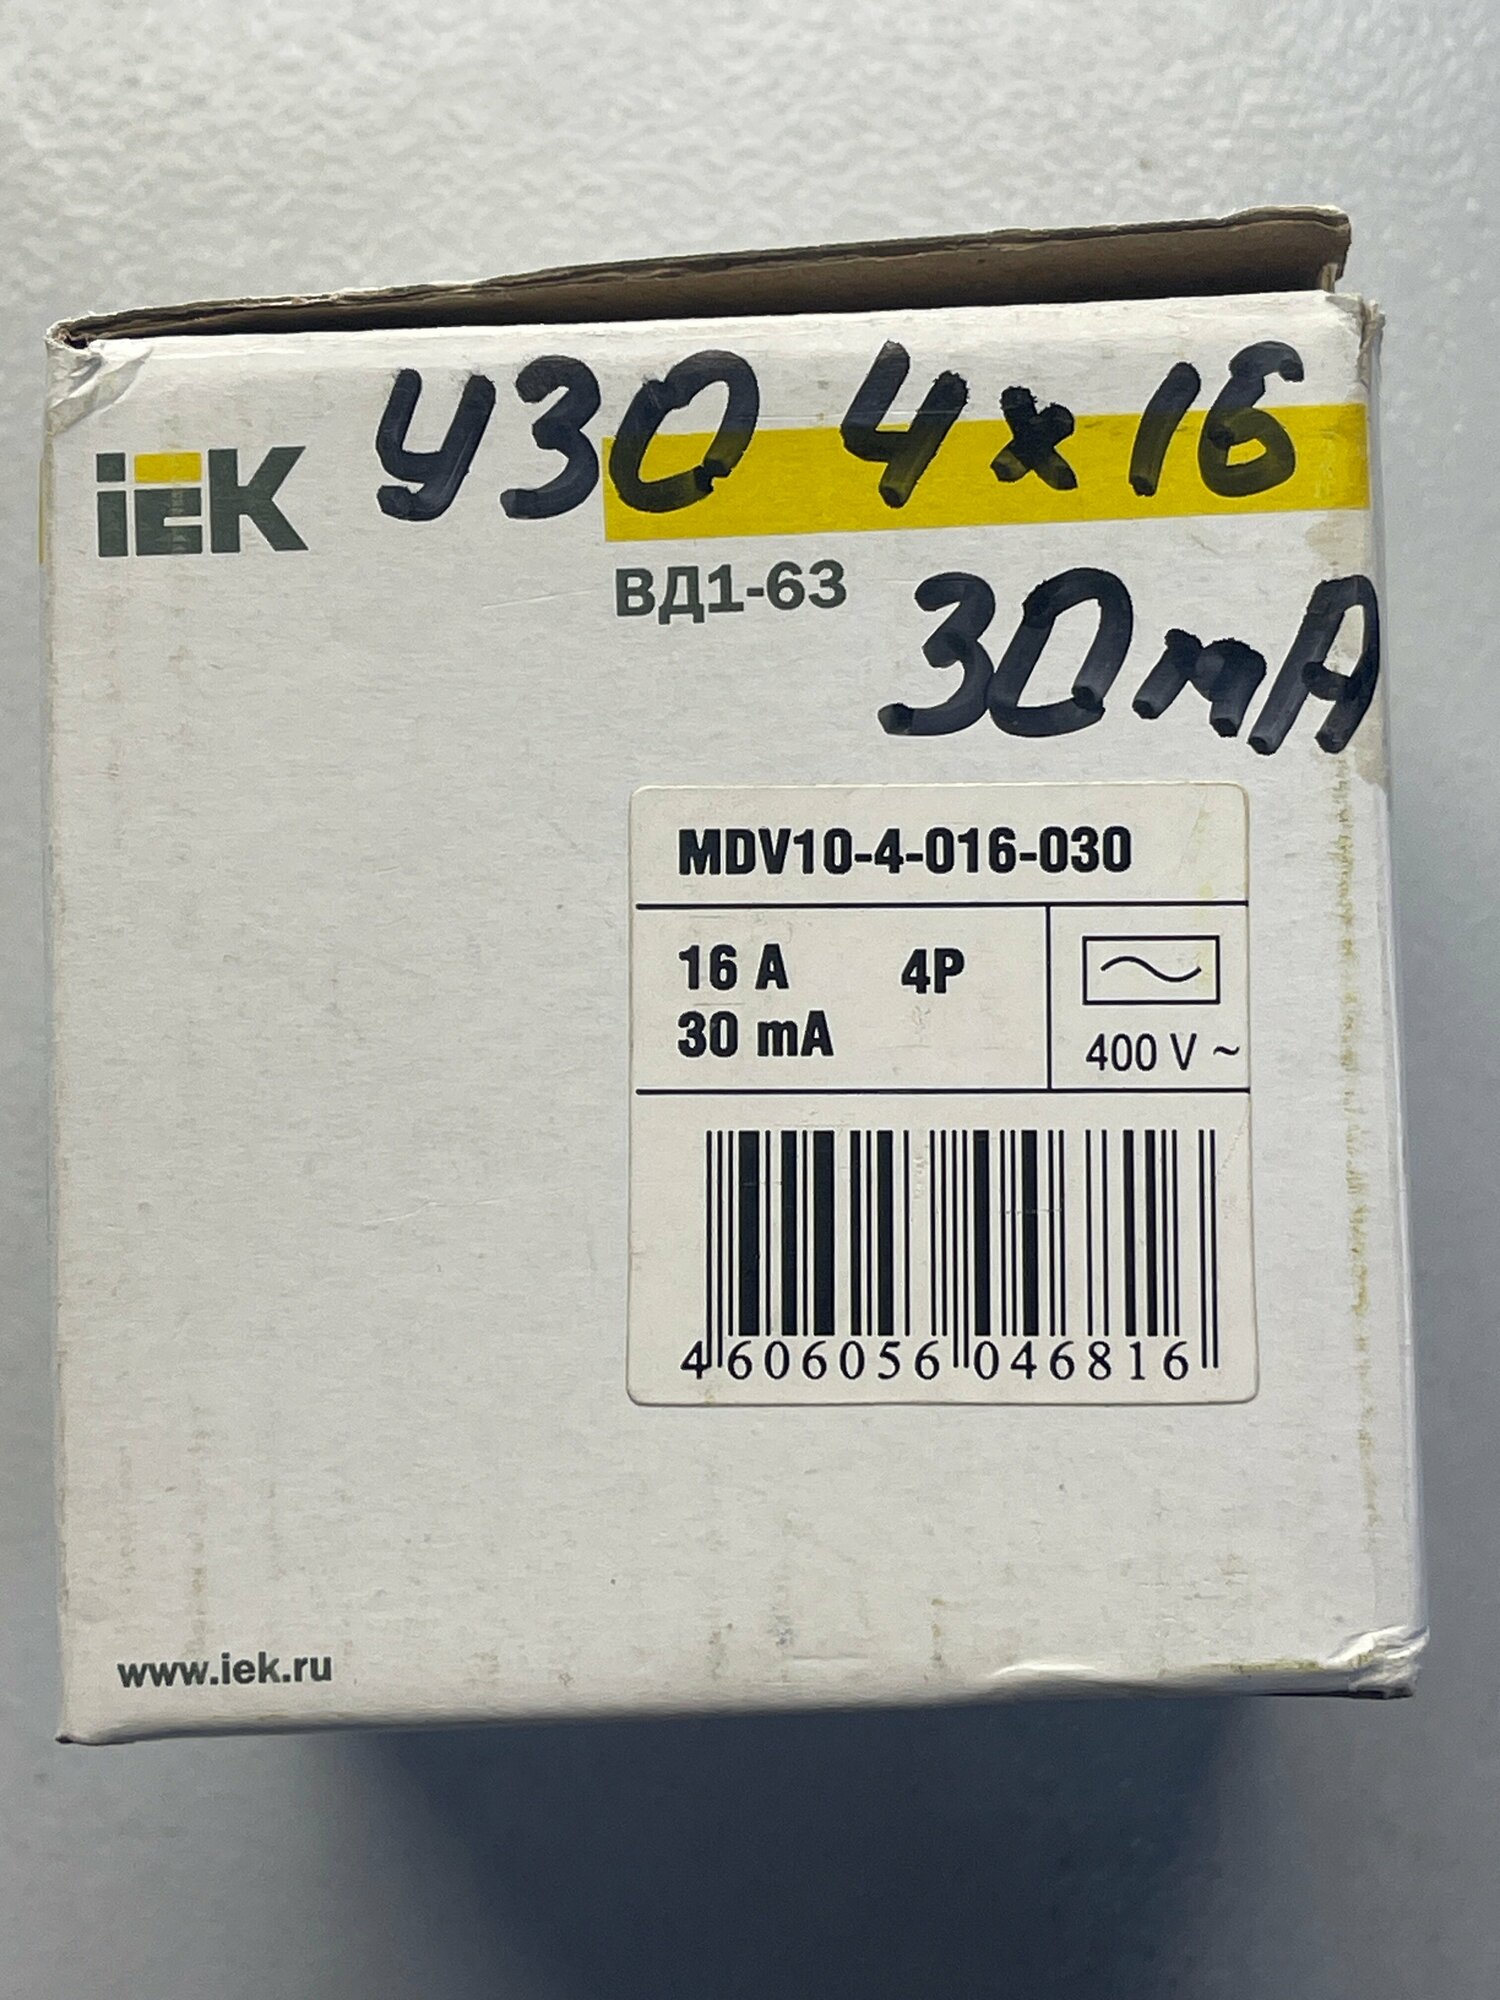 УЗО 4х16
iEK
ВД1-63
30mA
MDV10-4-016-030
16 A 4P
30 mA
400 V ~
4 606056 046816
www.iek.ru